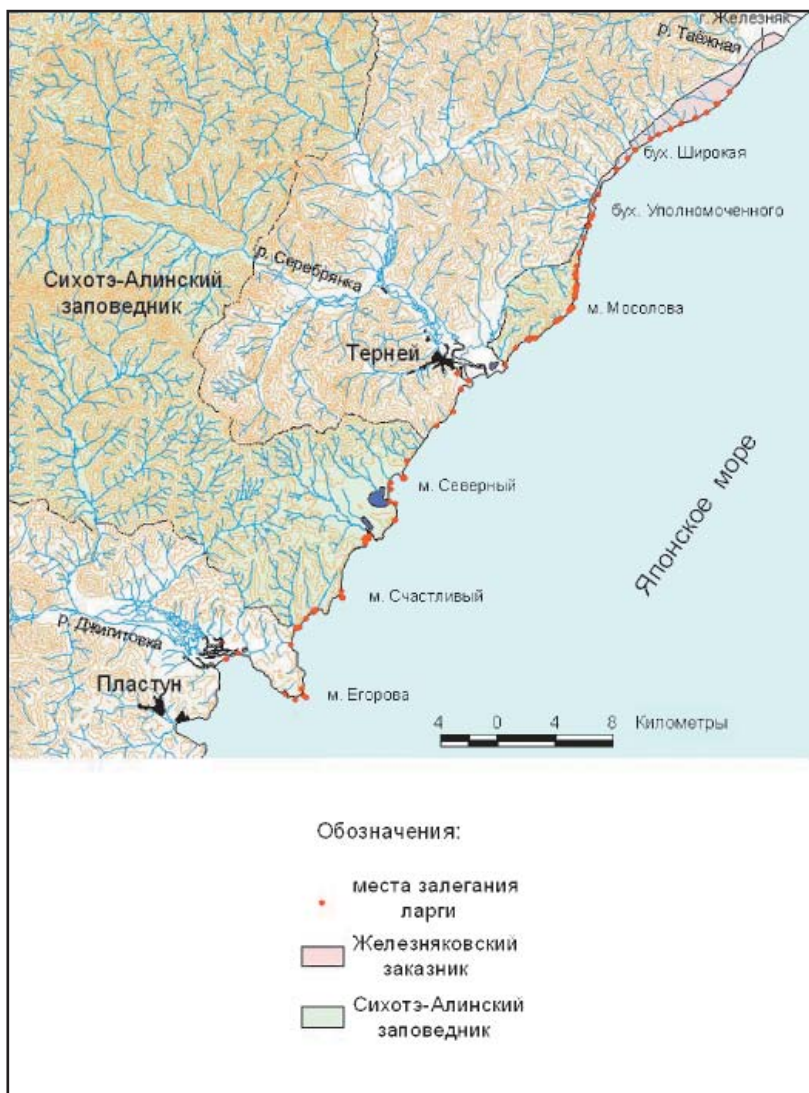 г. Железняк
р. Таёжная
бух. Широкая
бух. Уполномоченного
р. Серебрянка
Сихотэ-Алинский
заповедник
м. Мосолова
Терней
м. Северный
Японское море
м. Счастливый
р. Джигитовка
Пластун
м. Егорова
4 0 4 8 Километры
Обозначения:
места залегания
ларги
Железняковский
заказник
Сихотэ-Алинский
заповедник